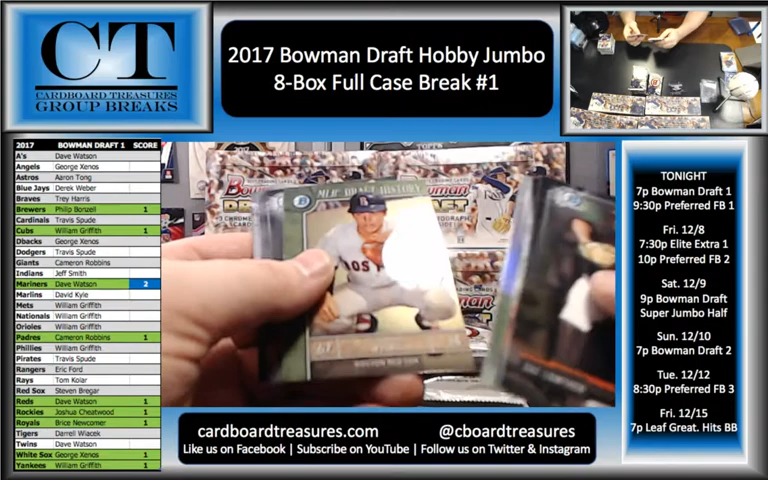 CT
CARDBOARD TREASURES
GROUP BREAKS
2017 Bowman Draft Hobby Jumbo
8-Box Full Case Break #1
2017 BOWMAN DRAFT 1 SCORE
A's Dave Watson
Angels George Xenos
Astros Aaron Tong
Blue Jays Derek Weber
Braves Trey Harris
Brewers Philip Bonzell 1
Cardinals Travis Spude
Cubs William Griffith 1
Dbacks George Xenos
Dodgers Travis Spude
Giants Cameron Robbins
Indians Jeff Smith
Mariners Dave Watson 2
Marlins David Kyle
Mets William Griffith
Nationals William Griffith
Orioles William Griffith
Padres Cameron Robbins 1
Phillies William Griffith
Pirates Travis Spude
Rangers Eric Ford
Rays Tom Kolar
Red Sox Steven Bregar
Reds Dave Watson 1
Rockies Joshua Cheatwood 1
Royals Brice Newcomer 1
Tigers Darrell Wiacek
Twins Dave Watson
White Sox George Xenos 1
Yankees William Griffith 1
TOPPS
Bowman
DRAFT
MLB DRAFT HISTORY
BOSTON RED SOX
TONIGHT
7p Bowman Draft 1
9:30p Preferred FB 1
Fri. 12/8
7:30p Elite Extra 1
10p Preferred FB 2
Sat. 12/9
9p Bowman Draft
Super Jumbo Half
Sun. 12/10
7p Bowman Draft 2
Tue. 12/12
8:30p Preferred FB 3
Fri. 12/15
7p Leaf Great. Hits BB
cardboardtreasures.com @cboardtreasures
Like us on Facebook | Subscribe on YouTube | Follow us on Twitter & Instagram